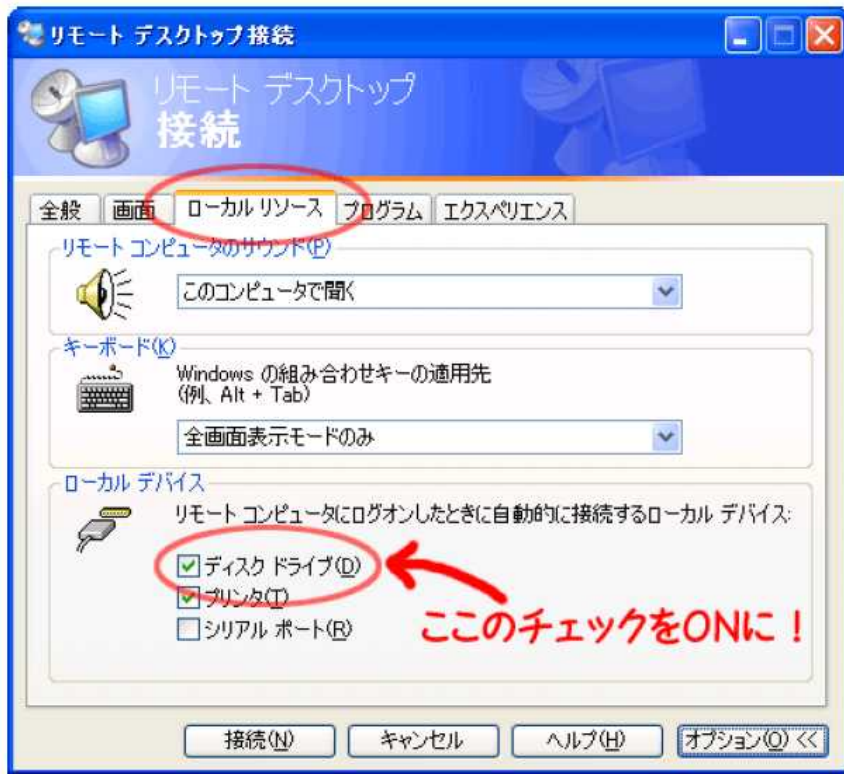 リモート デスクトップ接続
リモート デスクトップ
接続
全般 画面 ローカル リソース プログラム エクスペリエンス
リモート コンピュータのサウンド(P)
このコンピュータで聞く
キーボード(K)
Windows の組み合わせキーの適用先
(例、Alt + Tab)
全画面表示モードのみ
ローカル デバイス
リモート コンピュータにログオンしたときに自動的に接続するローカル デバイス:
ディスク ドライブ(D)
プリンタ(T)
シリアル ポート(R)
ここのチェックをONに！
接続(N) キャンセル ヘルプ(H) オプション(O) <<